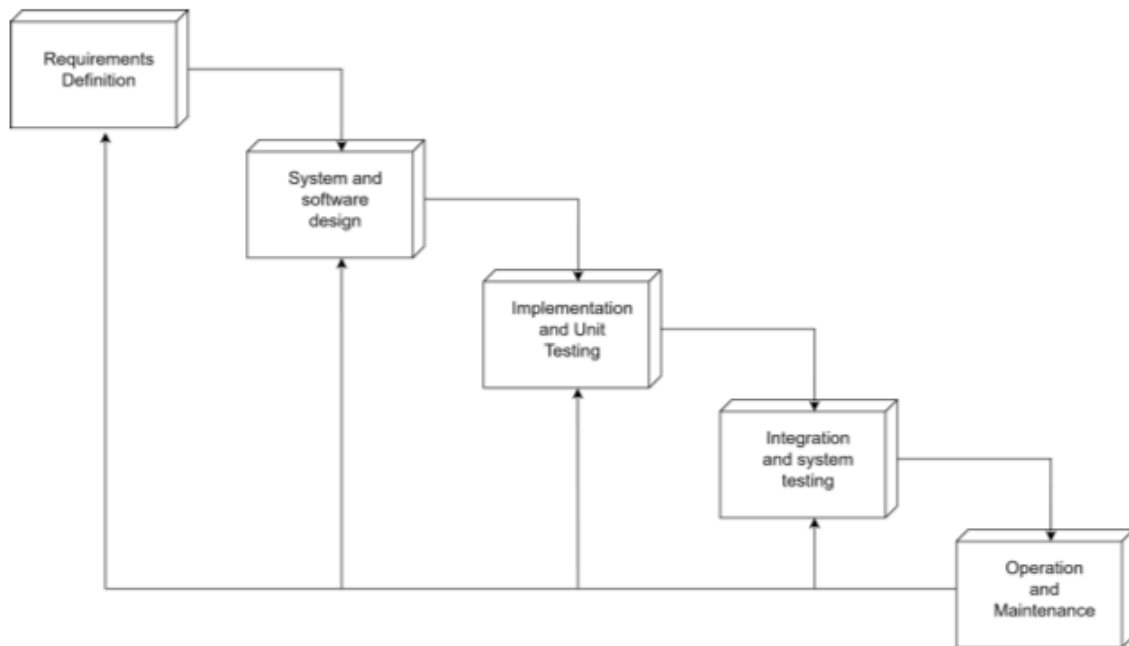 Requirements
Definition
System and
software
design
Implementation
and Unit
Testing
Integration
and system
testing
Operation
and
Maintenance